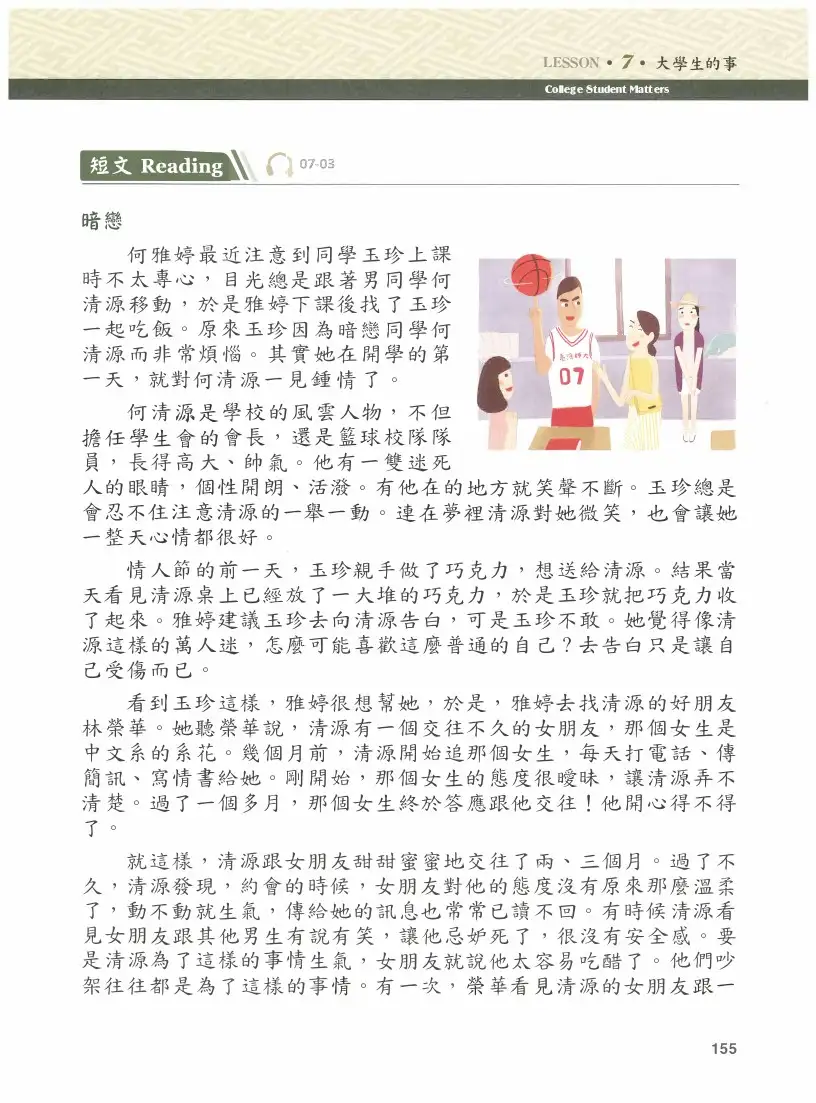 LESSON • 7 • 大學生的事
College Student Matters
短文 Reading 07-03
暗戀
何雅婷最近注意到同學玉珍上課
時不太專心，目光總是跟著男同學何
清源移動，於是雅婷下課後找了玉珍
一起吃飯。原來玉珍因為暗戀同學何
清源而非常煩惱。其實她在開學的第
一天，就對何清源一見鍾情了。
何清源是學校的風雲人物，不但
擔任學生會的會長，還是籃球校隊隊
員，長得高大、帥氣。他有一雙迷死
人的眼睛，個性開朗、活潑。有他在的地方就笑聲不斷。玉珍總是
會忍不住注意清源的一舉一動。連在夢裡清源對她微笑，也會讓她
一整天心情都很好。
情人節的前一天，玉珍親手做了巧克力，想送給清源。結果當
天看見清源桌上已經放了一大堆的巧克力，於是玉珍就把巧克力收
了起來。雅婷建議玉珍去向清源告白，可是玉珍不敢。她覺得像清
源這樣的萬人迷，怎麼可能喜歡這麼普通的自己？去告白只是讓自
己受傷而已。
看到玉珍這樣，雅婷很想幫她，於是，雅婷去找清源的好朋友
林榮華。她聽榮華說，清源有一個交往不久的女朋友，那個女生是
中文系的系花。幾個月前，清源開始追那個女生，每天打電話、傳
簡訊、寫情書給她。剛開始，那個女生的態度很曖昧，讓清源弄不
清楚。過了一個多月，那個女生終於答應跟他交往！他開心得不得
了。
就這樣，清源跟女朋友甜甜蜜蜜地交往了兩、三個月。過了不
久，清源發現，約會的時候，女朋友對他的態度沒有原來那麼溫柔
了，動不動就生氣，傳給她的訊息也常常已讀不回。有時候清源看
見女朋友跟其他男生有說有笑，讓他忌妒死了，很沒有安全感。要
是清源為了這樣的事情生氣，女朋友就說他太容易吃醋了。他們吵
架往往都是為了這樣的事情。有一次，榮華看見清源的女朋友跟一
07
155